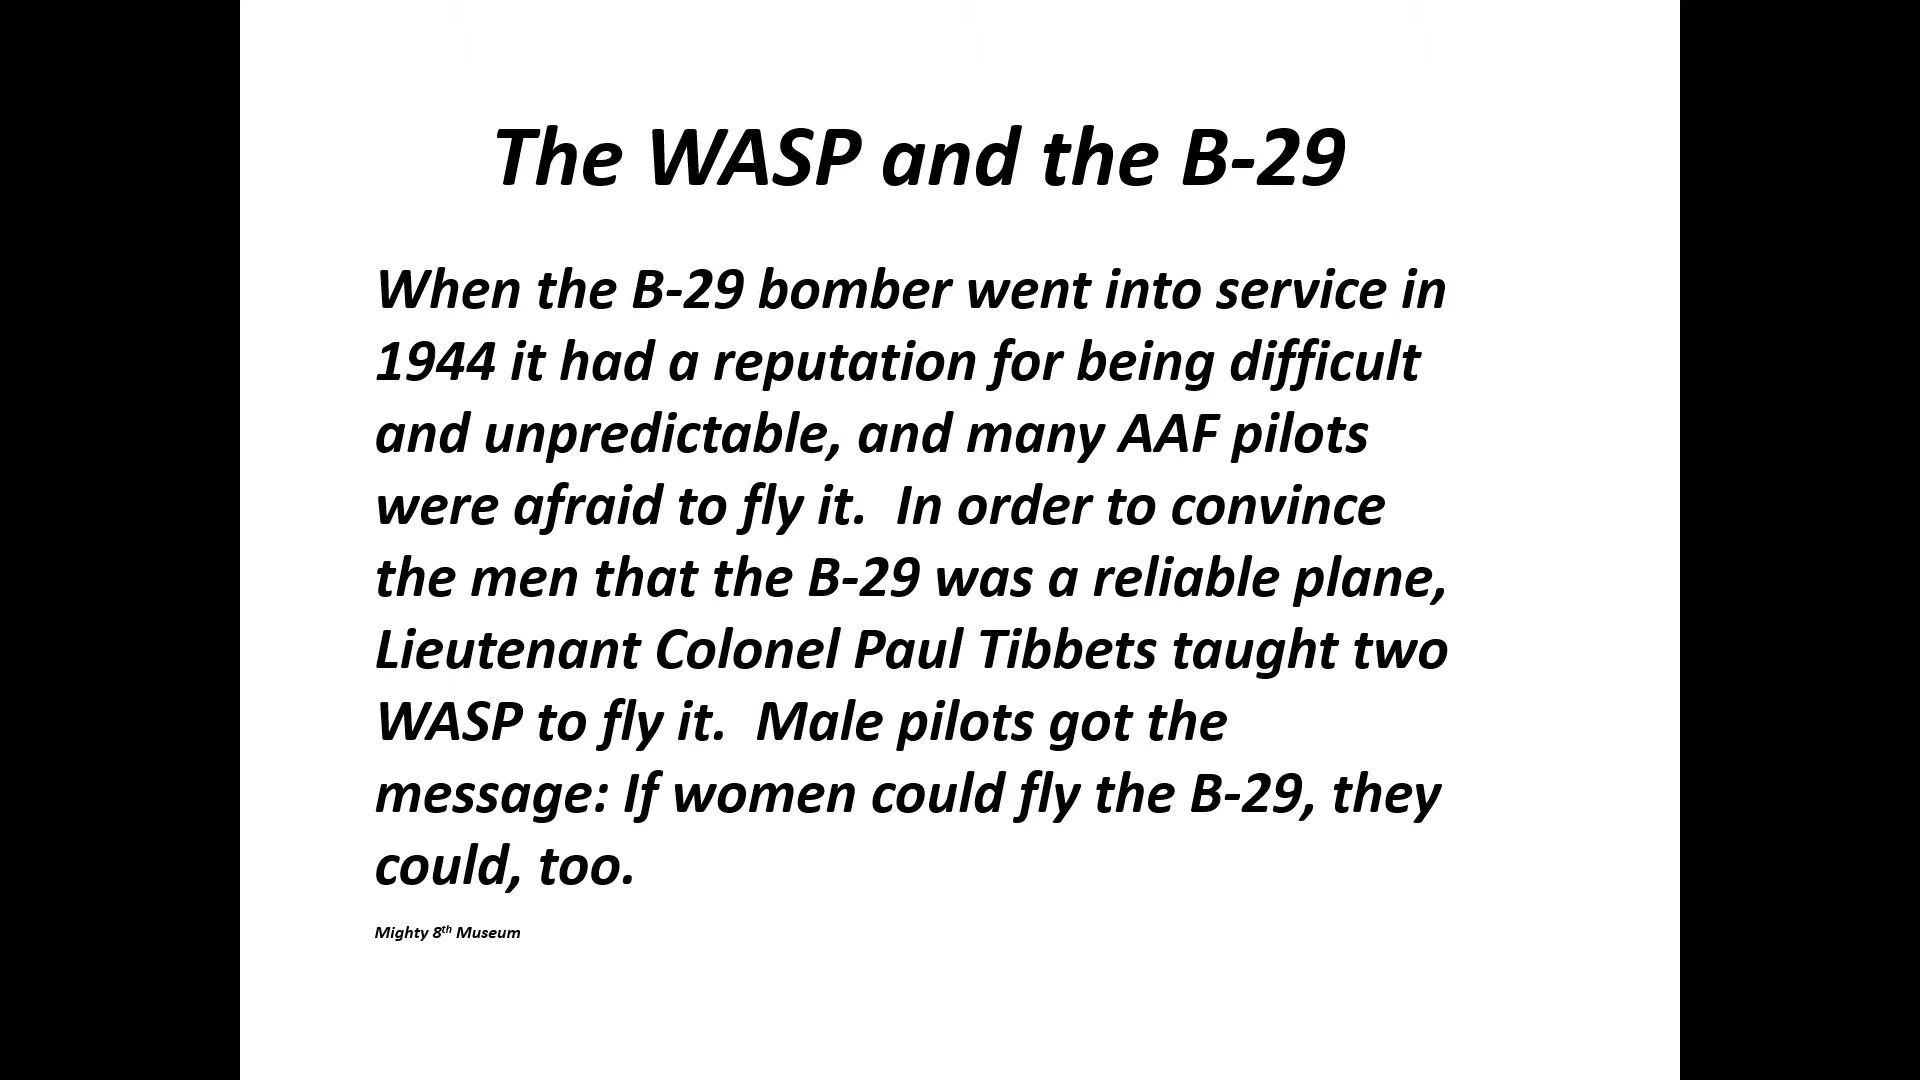 The WASP and the B-29
When the B-29 bomber went into service in
1944 it had a reputation for being difficult
and unpredictable, and many AAF pilots
were afraid to fly it.  In order to convince
the men that the B-29 was a reliable plane,
Lieutenant Colonel Paul Tibbets taught two
WASP to fly it.  Male pilots got the
message: If women could fly the B-29, they
could, too.
Mighty 8th Museum